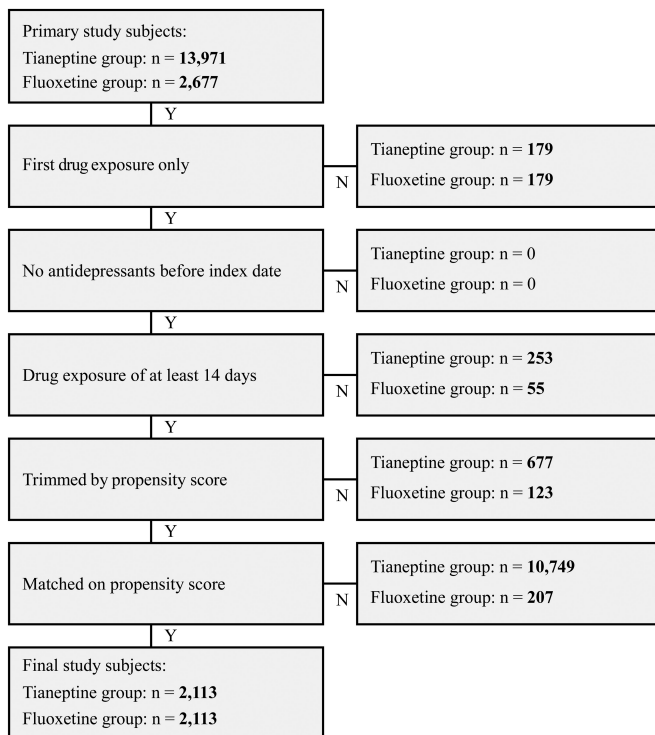 Primary study subjects:
Tianeptine group: n = 13,971
Fluoxetine group: n = 2,677
Y
First drug exposure only
N
Tianeptine group: n = 179
Fluoxetine group: n = 179
Y
No antidepressants before index date
N
Tianeptine group: n = 0
Fluoxetine group: n = 0
Y
Drug exposure of at least 14 days
N
Tianeptine group: n = 253
Fluoxetine group: n = 55
Y
Trimmed by propensity score
N
Tianeptine group: n = 677
Fluoxetine group: n = 123
Y
Matched on propensity score
N
Tianeptine group: n = 10,749
Fluoxetine group: n = 207
Y
Final study subjects:
Tianeptine group: n = 2,113
Fluoxetine group: n = 2,113